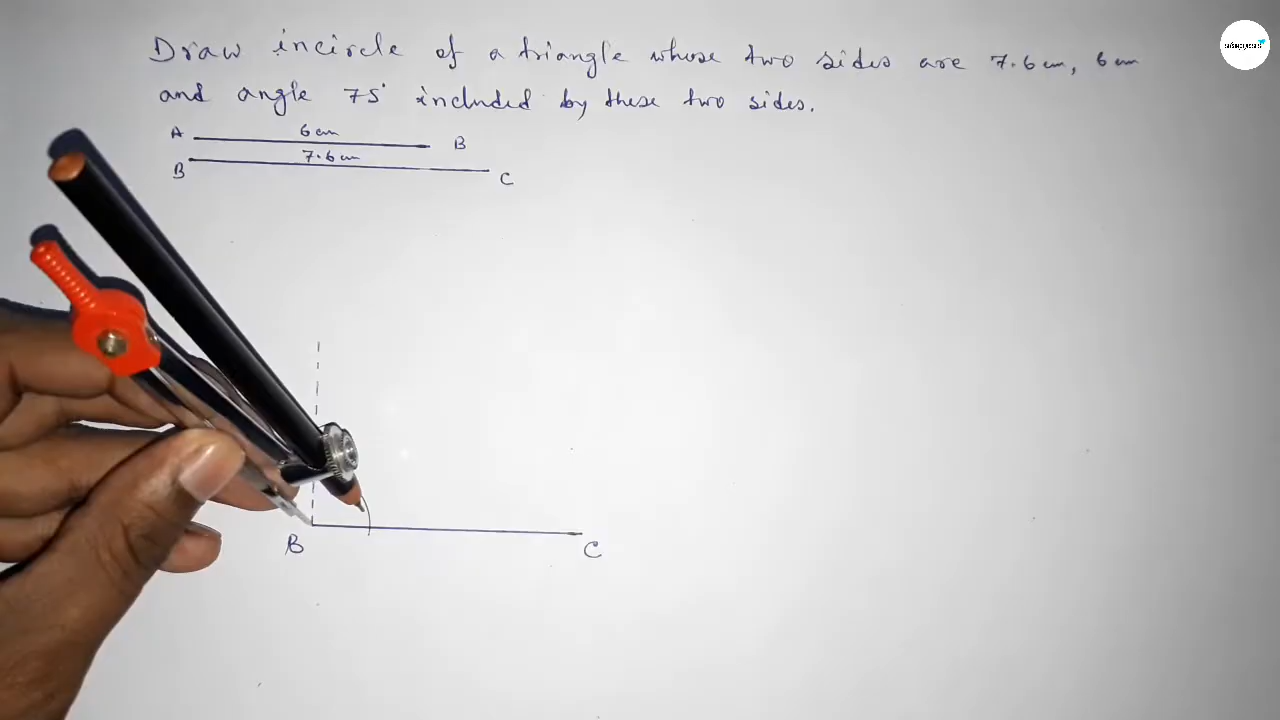 Draw incircle of a triangle whose two sides are 7.6 cm, 6 cm
and angle 75° included by these two sides.
A 6 cm B
B 7.6 cm C
B C